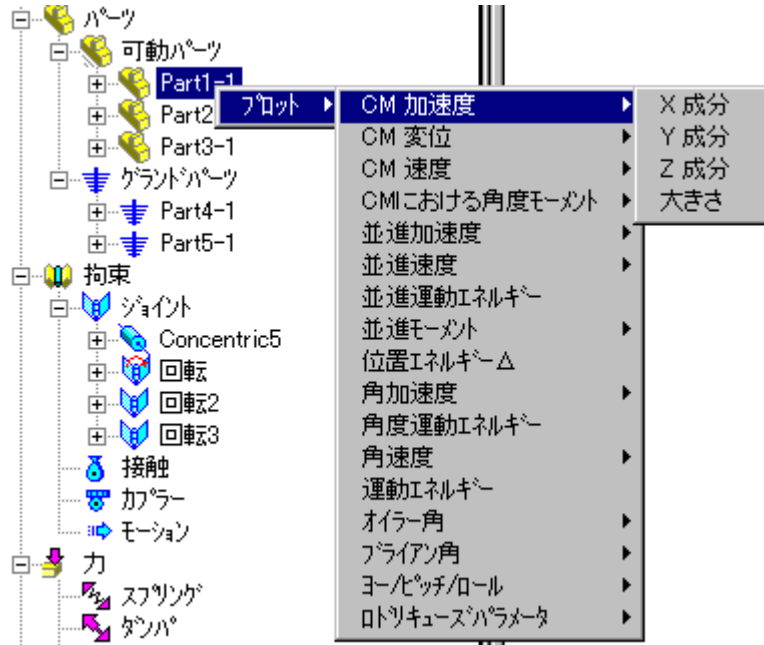 パーツ
可動パーツ
Part1-1
Part2
Part3-1
グランドパーツ
Part4-1
Part5-1
拘束
ジョイント
Concentric5
回転
回転2
回転3
接触
カプラー
モーション
力
スプリング
ダンパ
プロット
CM 加速度
CM 変位
CM 速度
CMにおける角度モーメント
並進加速度
並進速度
並進運動エネルギー
並進モーメント
位置エネルギー△
角加速度
角度運動エネルギー
角速度
運動エネルギー
オイラー角
ブライアン角
ヨー/ピッチ/ロール
ロドリキューズパラメータ
X 成分
Y 成分
Z 成分
大きさ